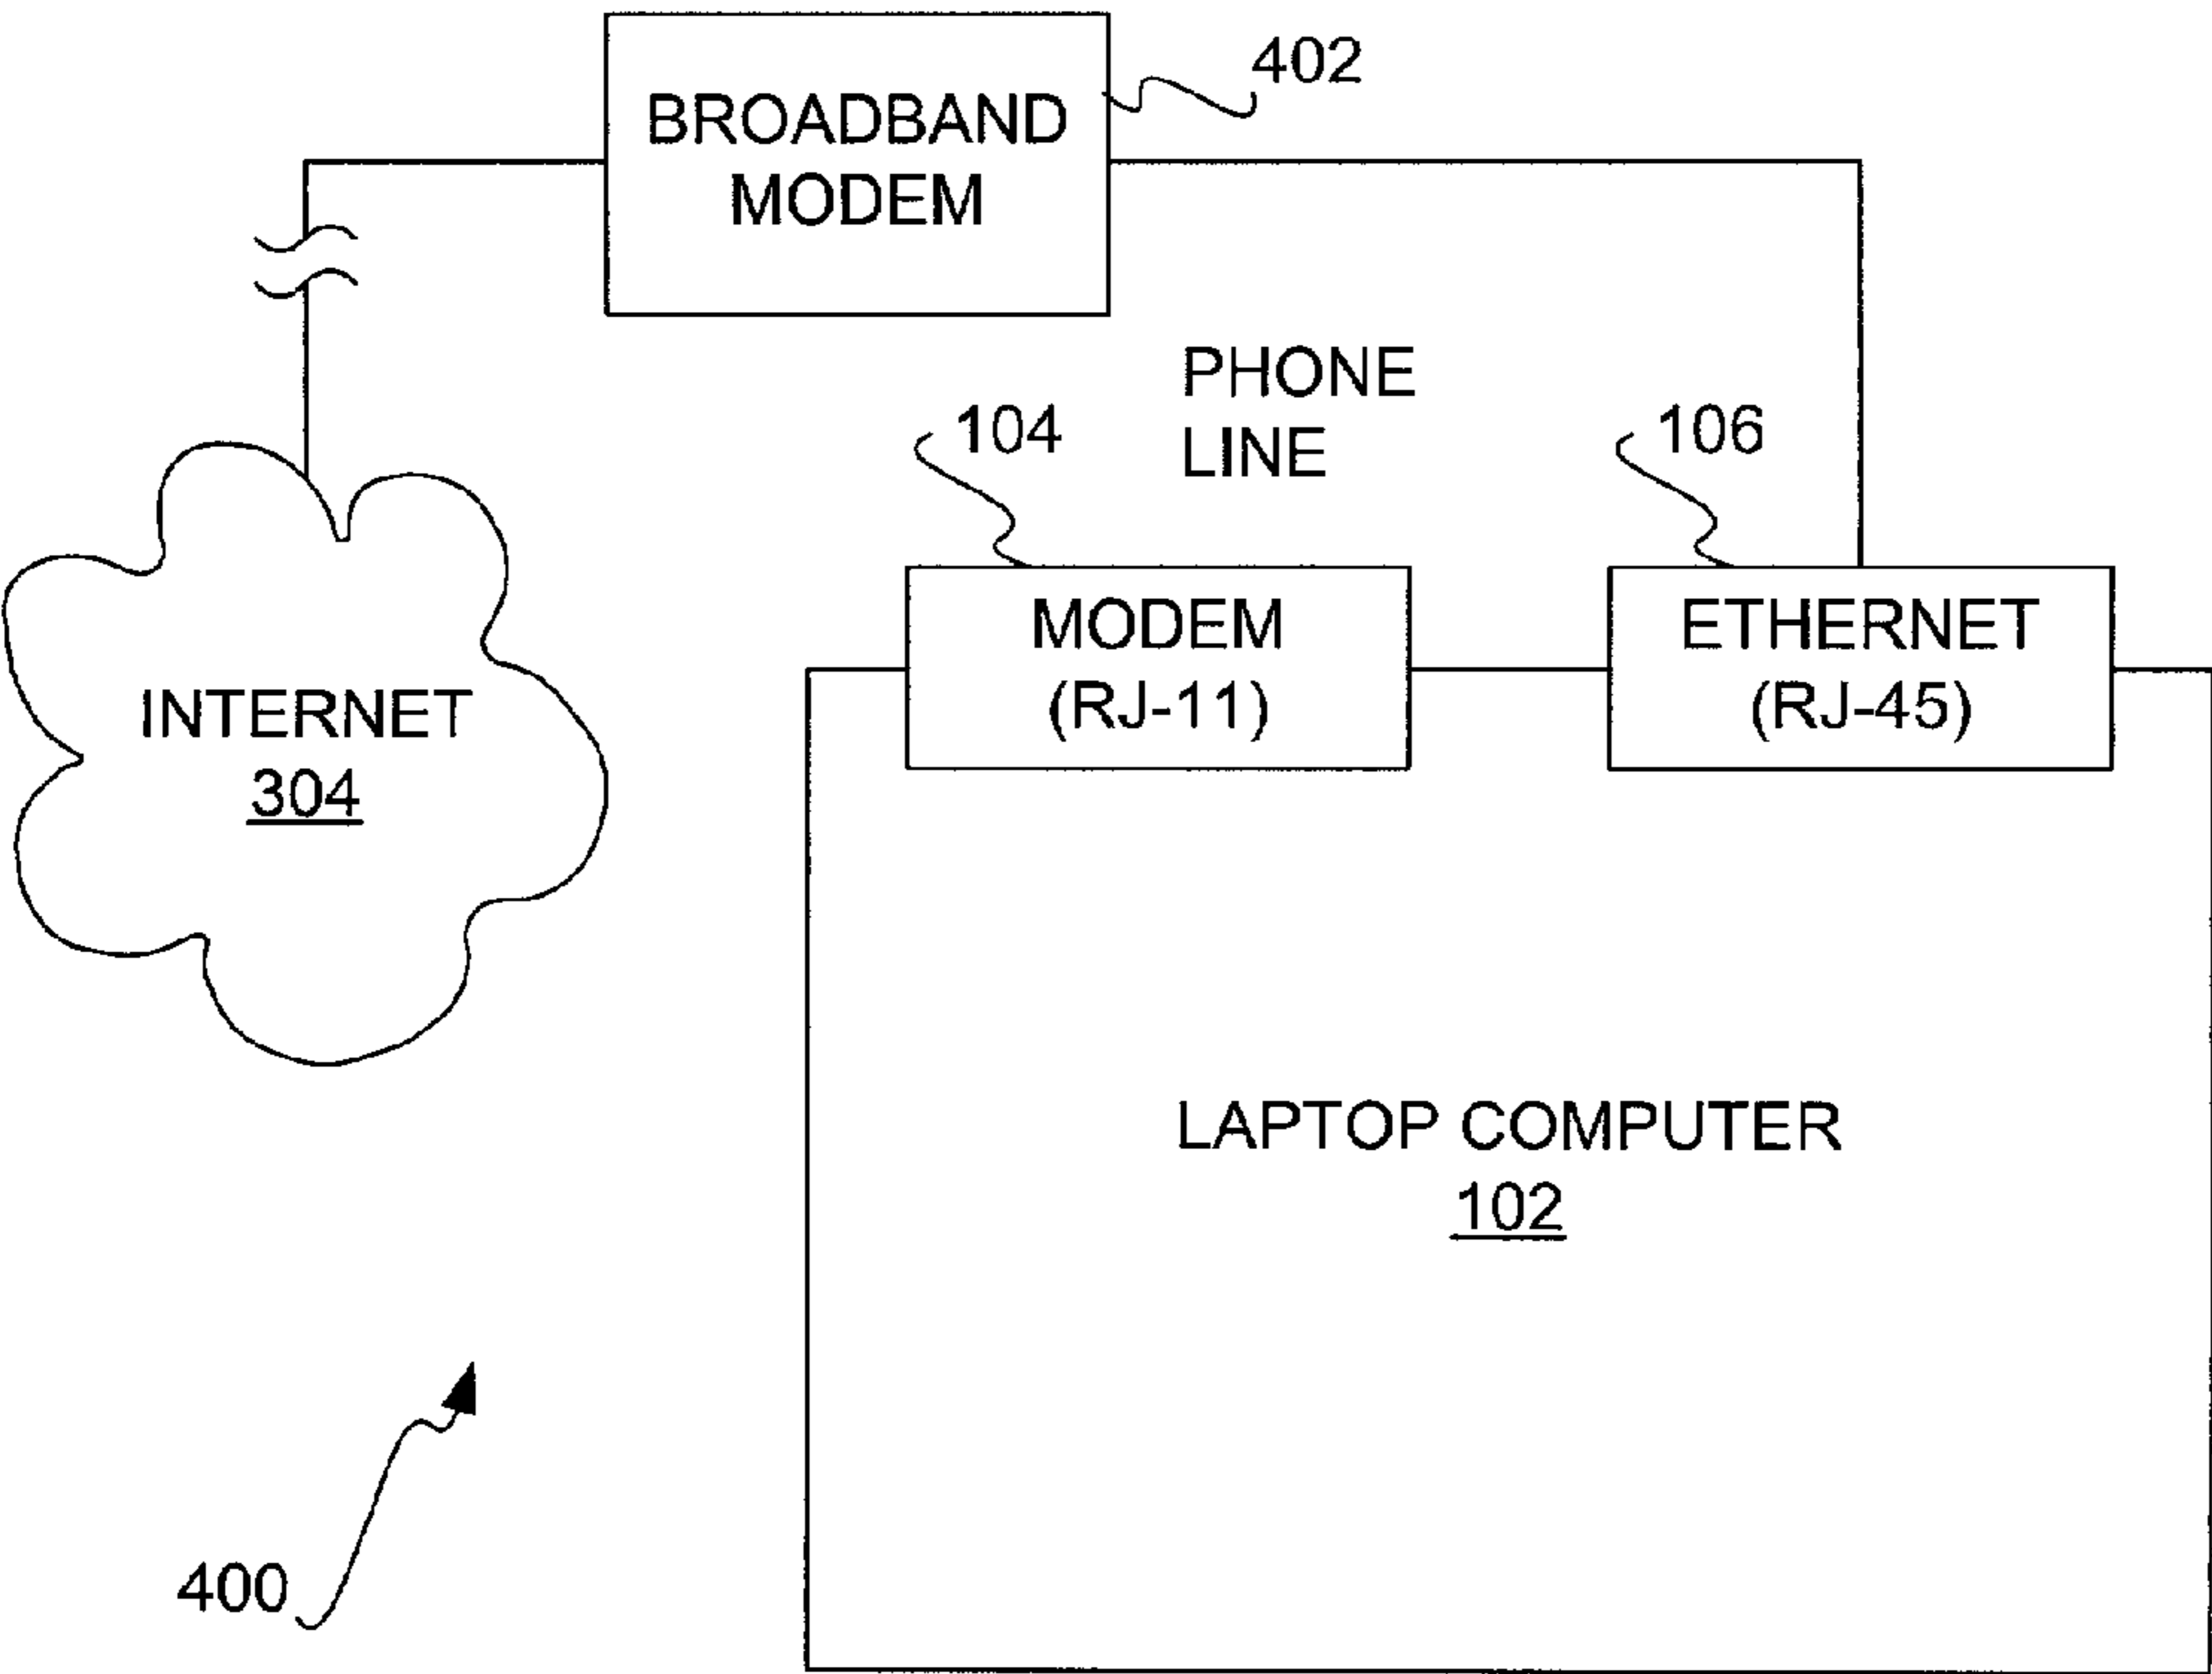 402
BROADBAND
MODEM
PHONE
LINE
104
106
MODEM
(RJ-11)
ETHERNET
(RJ-45)
INTERNET
304
LAPTOP COMPUTER
102
400